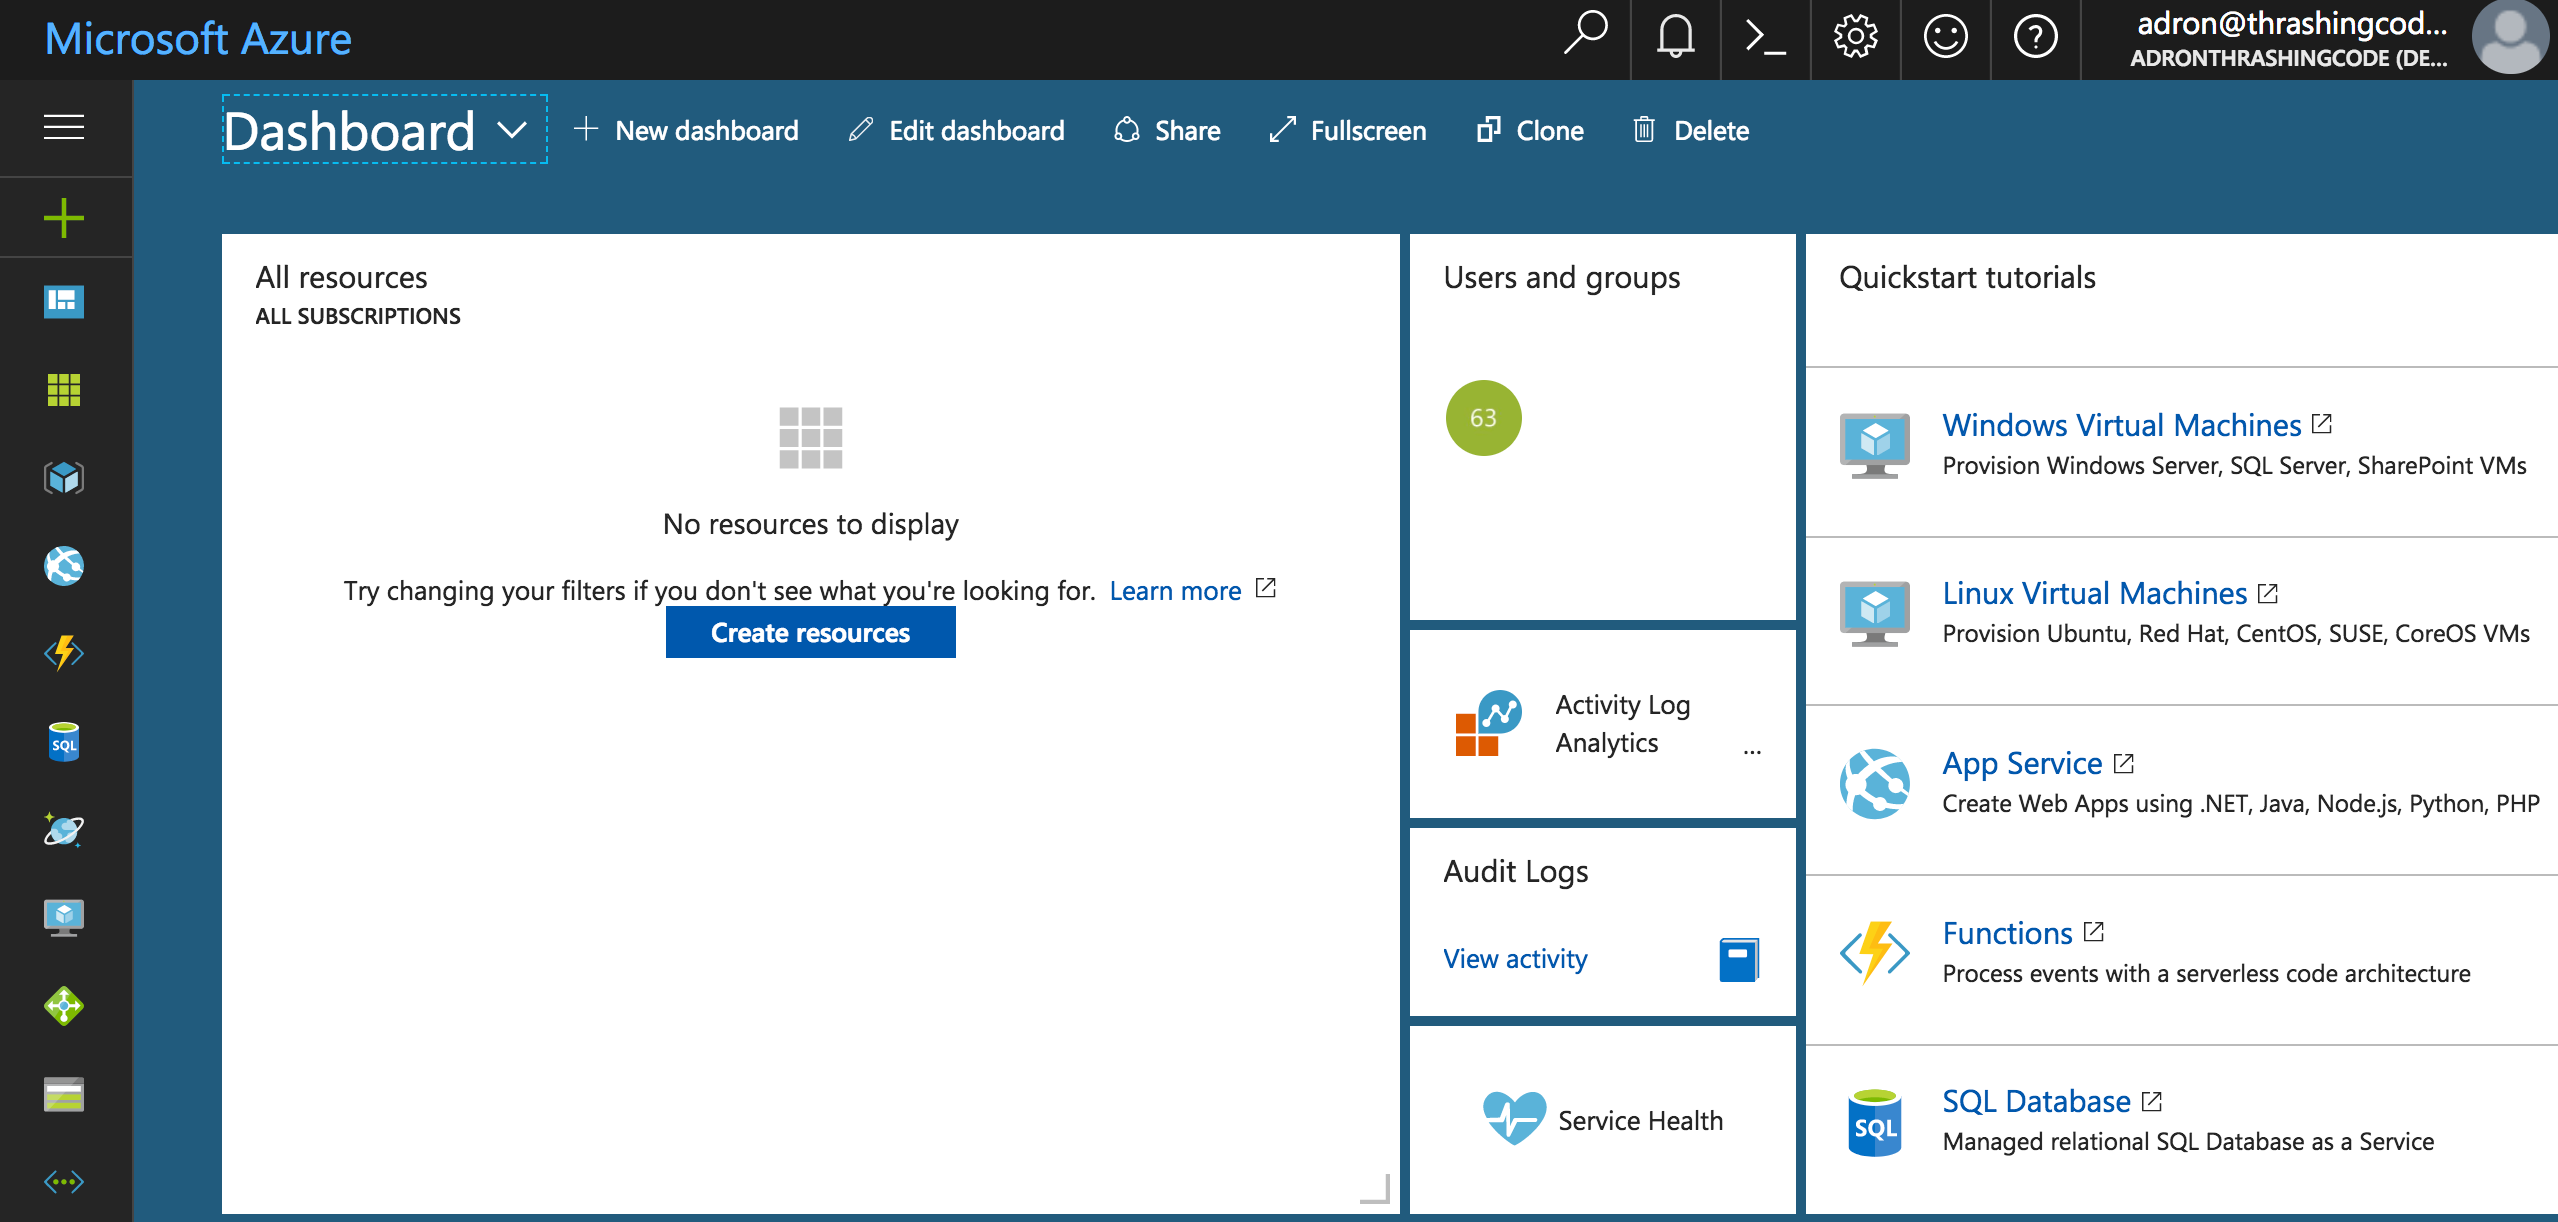 Microsoft Azure
adron@thrashingcod...
ADRONTHRASHINGCODE (DE...
Dashboard
New dashboard
Edit dashboard
Share
Fullscreen
Clone
Delete
All resources
ALL SUBSCRIPTIONS
No resources to display
Try changing your filters if you don't see what you're looking for. Learn more
Create resources
Users and groups
63
Activity Log
Analytics
...
Audit Logs
View activity
Service Health
Quickstart tutorials
Windows Virtual Machines
Provision Windows Server, SQL Server, SharePoint VMs
Linux Virtual Machines
Provision Ubuntu, Red Hat, CentOS, SUSE, CoreOS VMs
App Service
Create Web Apps using .NET, Java, Node.js, Python, PHP
Functions
Process events with a serverless code architecture
SQL
SQL Database
Managed relational SQL Database as a Service
SQL